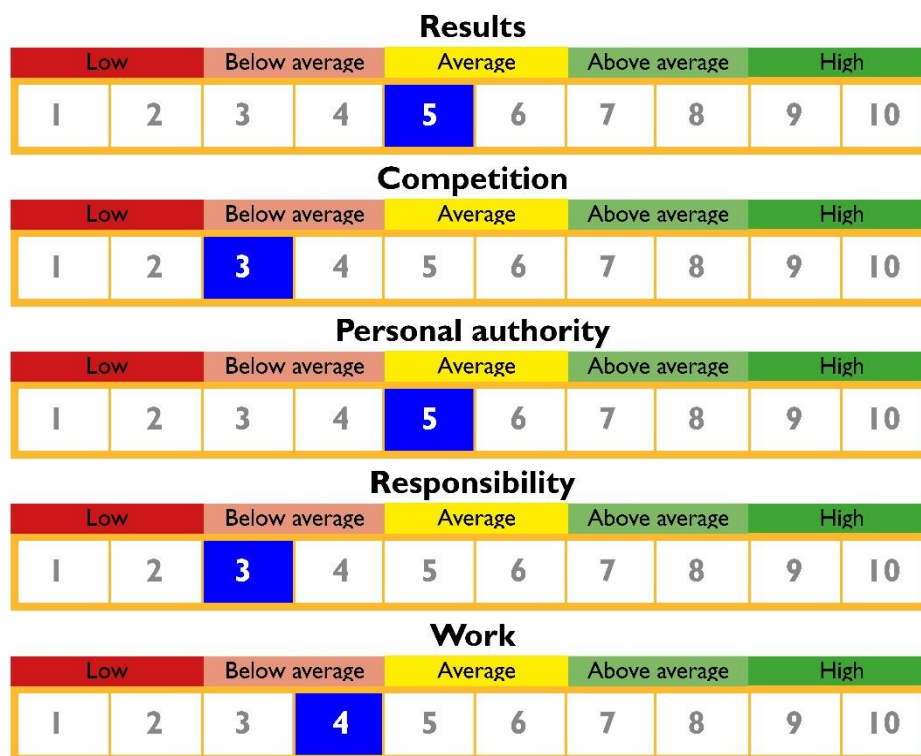 Results
Low Below average Average Above average High
1 2 3 4 5 6 7 8 9 10
Competition
Low Below average Average Above average High
1 2 3 4 5 6 7 8 9 10
Personal authority
Low Below average Average Above average High
1 2 3 4 5 6 7 8 9 10
Responsibility
Low Below average Average Above average High
1 2 3 4 5 6 7 8 9 10
Work
Low Below average Average Above average High
1 2 3 4 5 6 7 8 9 10